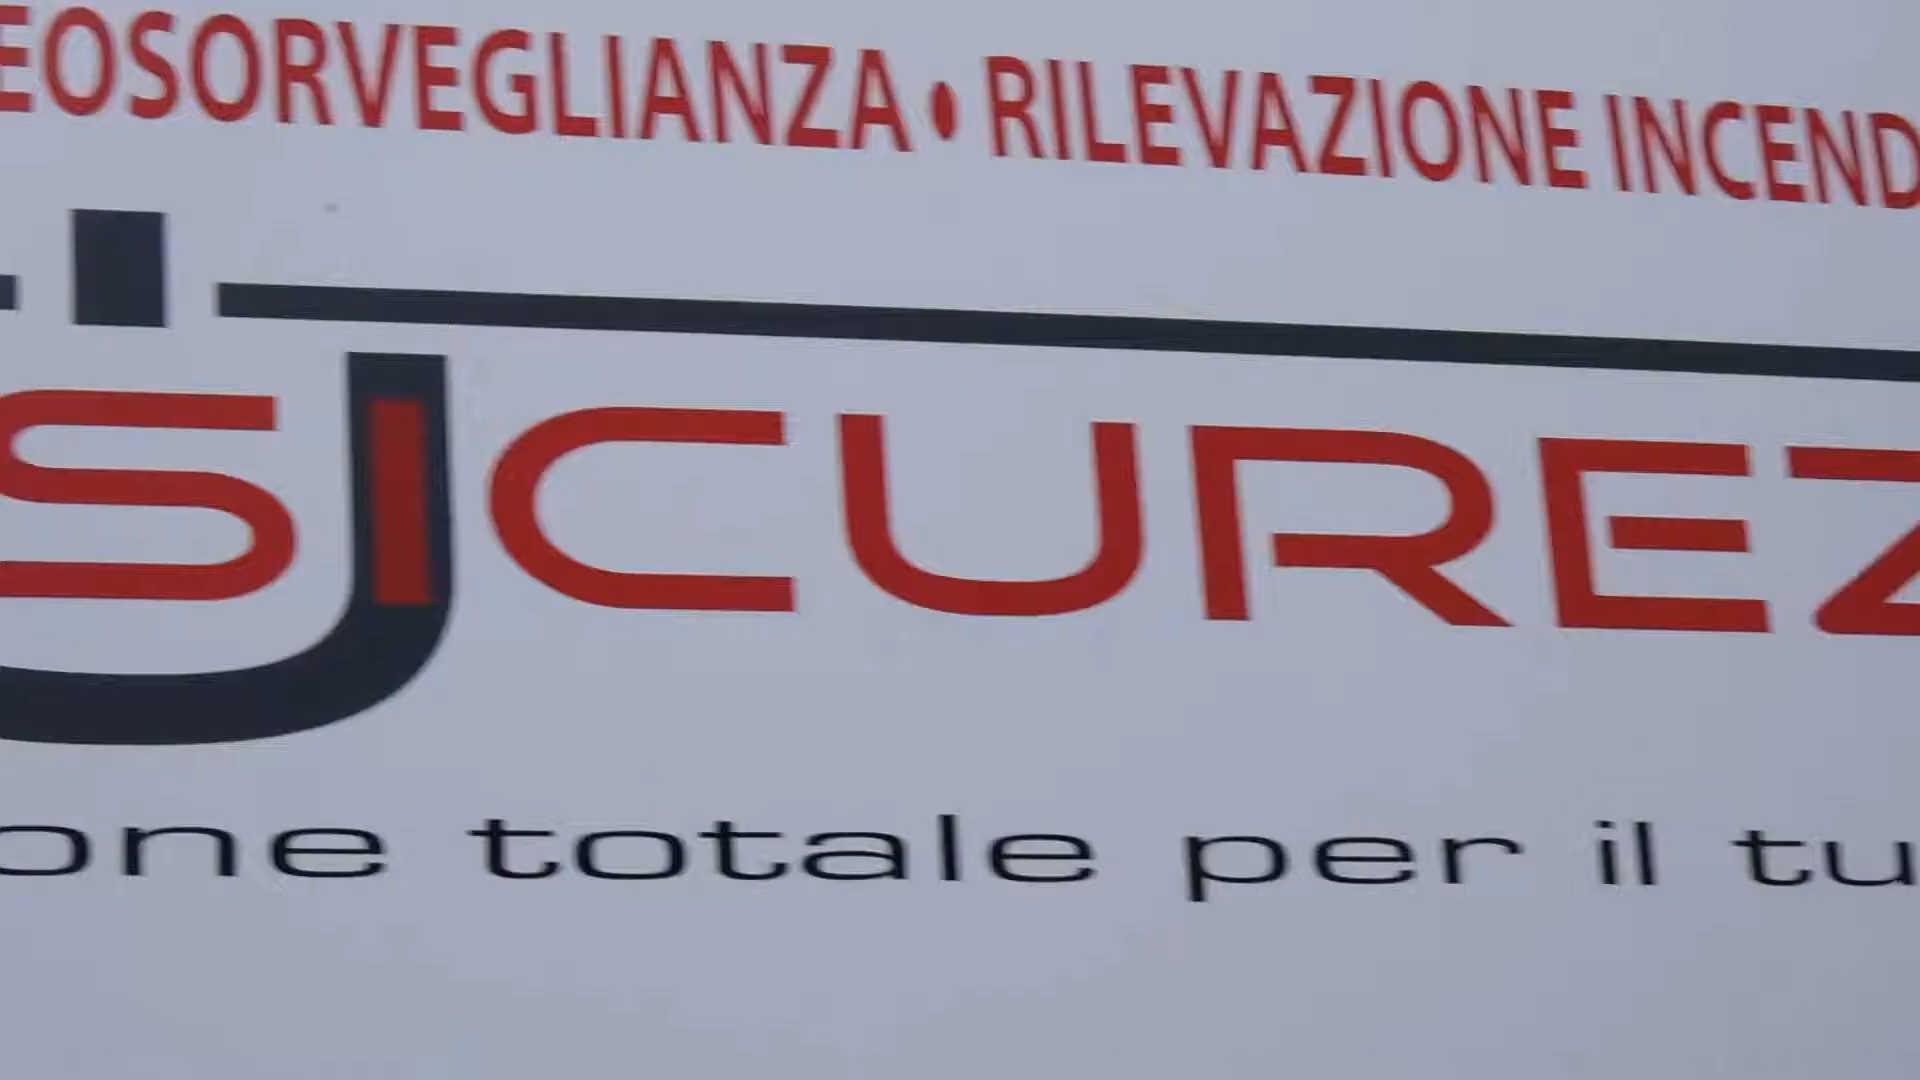 EOSORVEGLIANZA • RILEVAZIONE INCEND
SICUREZ
one totale per il tu